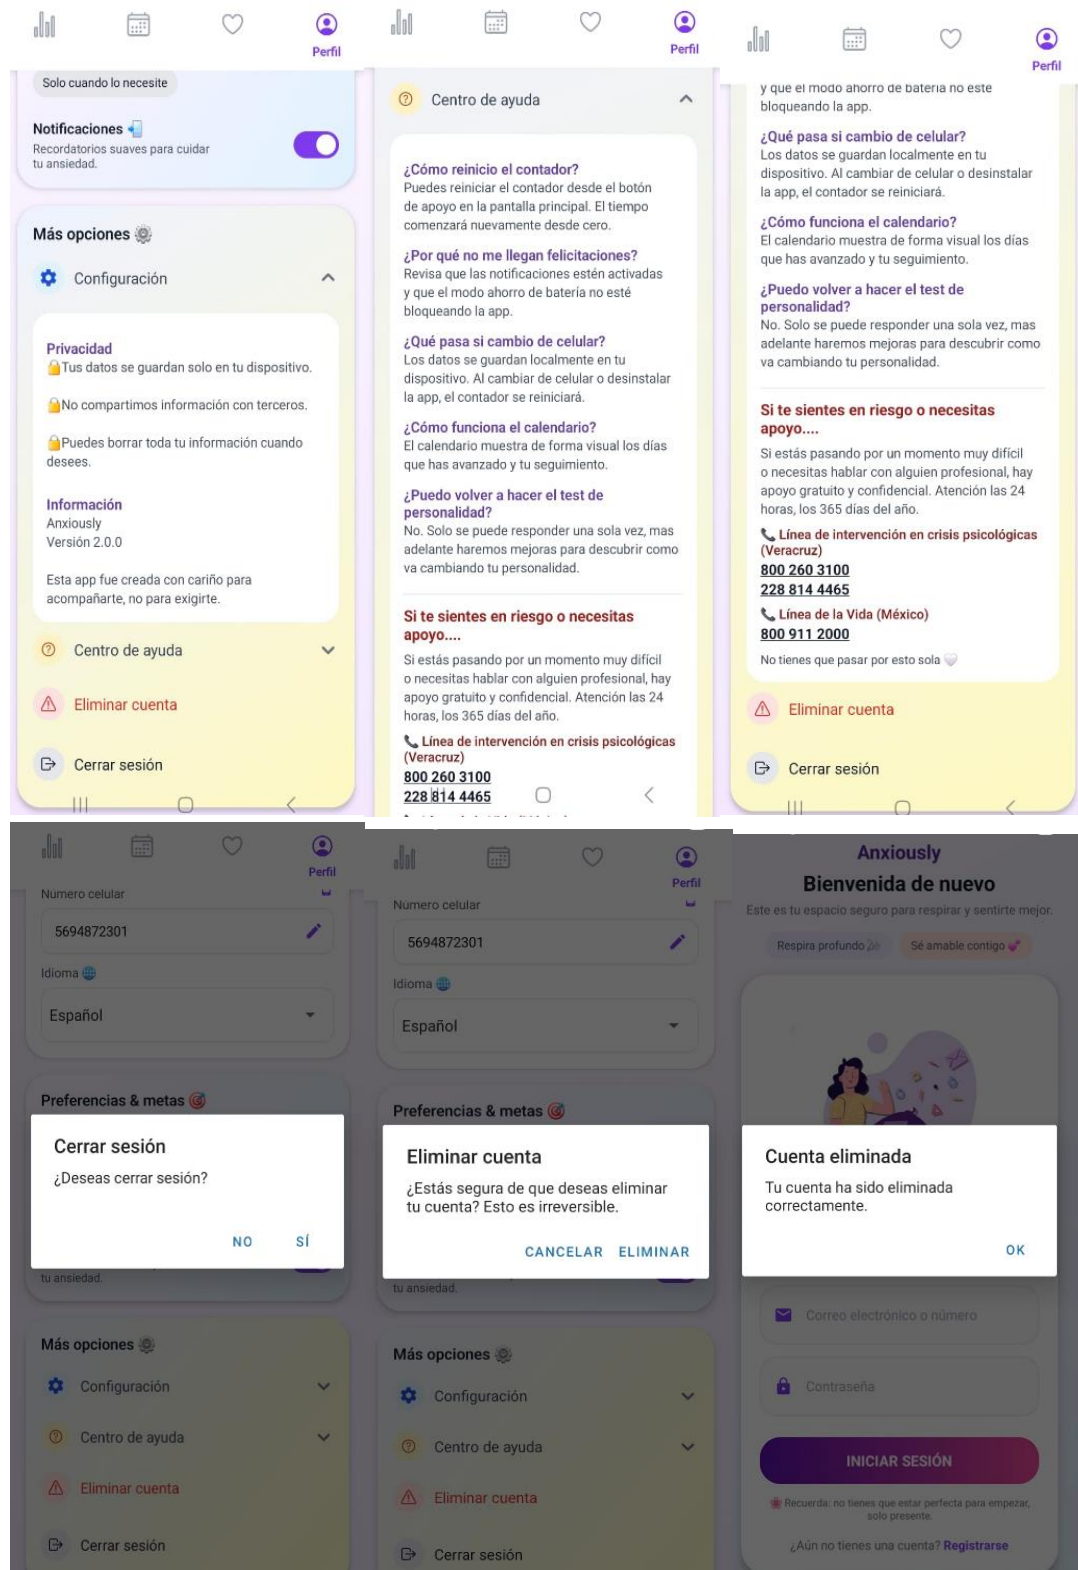 Perfil
Solo cuando lo necesite
Notificaciones
Recordatorios suaves para cuidar
tu ansiedad.
Más opciones
Configuración
Privacidad
Tus datos se guardan solo en tu dispositivo.
No compartimos información con terceros.
Puedes borrar toda tu información cuando
desees.
Información
Anxiously
Versión 2.0.0
Esta app fue creada con cariño para
acompañarte, no para exigirte.
Centro de ayuda
Eliminar cuenta
Cerrar sesión
Perfil
Centro de ayuda
¿Cómo reinicio el contador?
Puedes reiniciar el contador desde el botón
de apoyo en la pantalla principal. El tiempo
comenzará nuevamente desde cero.
¿Por qué no me llegan felicitaciones?
Revisa que las notificaciones estén activadas
y que el modo ahorro de batería no esté
bloqueando la app.
¿Qué pasa si cambio de celular?
Los datos se guardan localmente en tu
dispositivo. Al cambiar de celular o desinstalar
la app, el contador se reiniciará.
¿Cómo funciona el calendario?
El calendario muestra de forma visual los días
que has avanzado y tu seguimiento.
¿Puedo volver a hacer el test de
personalidad?
No. Solo se puede responder una sola vez, mas
adelante haremos mejoras para descubrir como
va cambiando tu personalidad.
Si te sientes en riesgo o necesitas
apoyo....
Si estás pasando por un momento muy difícil
o necesitas hablar con alguien profesional, hay
apoyo gratuito y confidencial. Atención las 24
horas, los 365 días del año.
Línea de intervención en crisis psicológicas
(Veracruz)
800 260 3100
228 814 4465
Perfil
y que el modo ahorro de batería no esté
bloqueando la app.
¿Qué pasa si cambio de celular?
Los datos se guardan localmente en tu
dispositivo. Al cambiar de celular o desinstalar
la app, el contador se reiniciará.
¿Cómo funciona el calendario?
El calendario muestra de forma visual los días
que has avanzado y tu seguimiento.
¿Puedo volver a hacer el test de
personalidad?
No. Solo se puede responder una sola vez, mas
adelante haremos mejoras para descubrir como
va cambiando tu personalidad.
Si te sientes en riesgo o necesitas
apoyo....
Si estás pasando por un momento muy difícil
o necesitas hablar con alguien profesional, hay
apoyo gratuito y confidencial. Atención las 24
horas, los 365 días del año.
Línea de intervención en crisis psicológicas
(Veracruz)
800 260 3100
228 814 4465
Línea de la Vida (México)
800 911 2000
No tienes que pasar por esto sola
Eliminar cuenta
Cerrar sesión
Perfil
Numero celular
5694872301
Idioma
Español
Preferencias & metas
Cerrar sesión
¿Deseas cerrar sesión?
NO SÍ
tu ansiedad.
Más opciones
Configuración
Centro de ayuda
Eliminar cuenta
Cerrar sesión
Perfil
Numero celular
5694872301
Idioma
Español
Preferencias & metas
Eliminar cuenta
¿Estás segura de que deseas eliminar
tu cuenta? Esto es irreversible.
CANCELAR ELIMINAR
tu ansiedad.
Más opciones
Configuración
Centro de ayuda
Eliminar cuenta
Cerrar sesión
Anxiously
Bienvenida de nuevo
Este es tu espacio seguro para respirar y sentirte mejor.
Respira profundo Sé amable contigo
Cuenta eliminada
Tu cuenta ha sido eliminada
correctamente.
OK
Correo electrónico o número
Contraseña
INICIAR SESIÓN
Recuerda: no tienes que estar perfecta para empezar,
solo presente.
¿Aún no tienes una cuenta? Registrarse